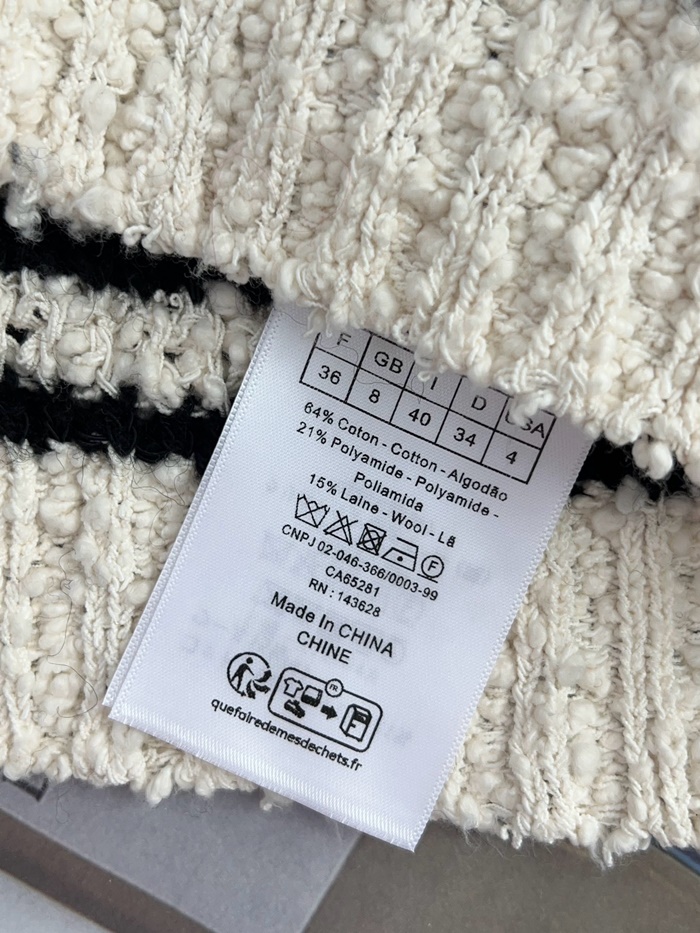 F GB I D USA
36 8 40 34 4
64% Coton - Cotton - Algodão
21% Polyamide - Polyamide -
Poliamida
15% Laine - Wool - Lã
F
CNPJ 02-046-366/0003-99
CA65281
RN : 143628
Made In CHINA
CHINE
FR
quefairedemesdechets.fr